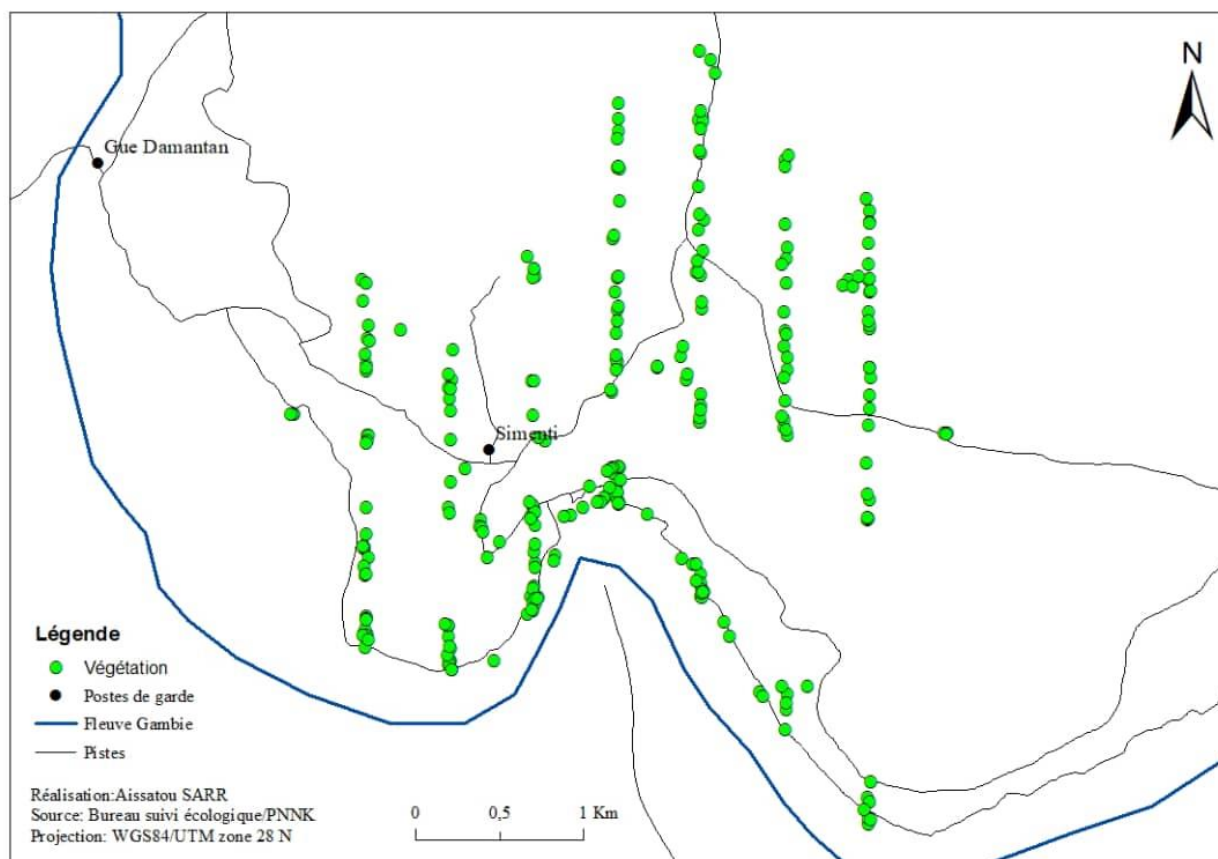 N
Gue Damantan
Simenti
Légende
Végétation
Postes de garde
Fleuve Gambie
Pistes
Réalisation:Aissatou SARR
Source: Bureau suivi écologique/PNNK
Projection: WGS84/UTM zone 28 N
0 0,5 1 Km